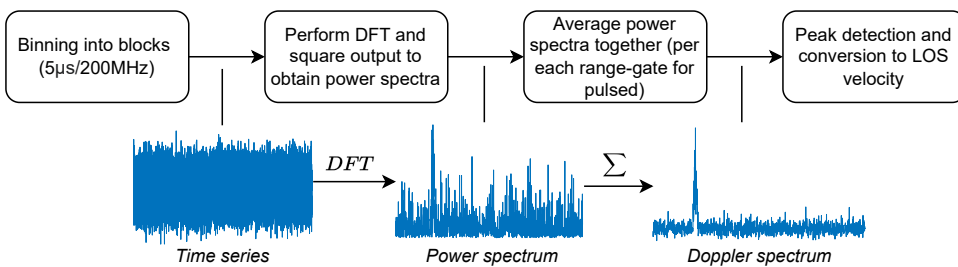 Binning into blocks
(5µs/200MHz)
Perform DFT and
square output to
obtain power spectra
Average power
spectra together (per
each range-gate for
pulsed)
Peak detection and
conversion to LOS
velocity
DFT
∑
Time series
Power spectrum
Doppler spectrum